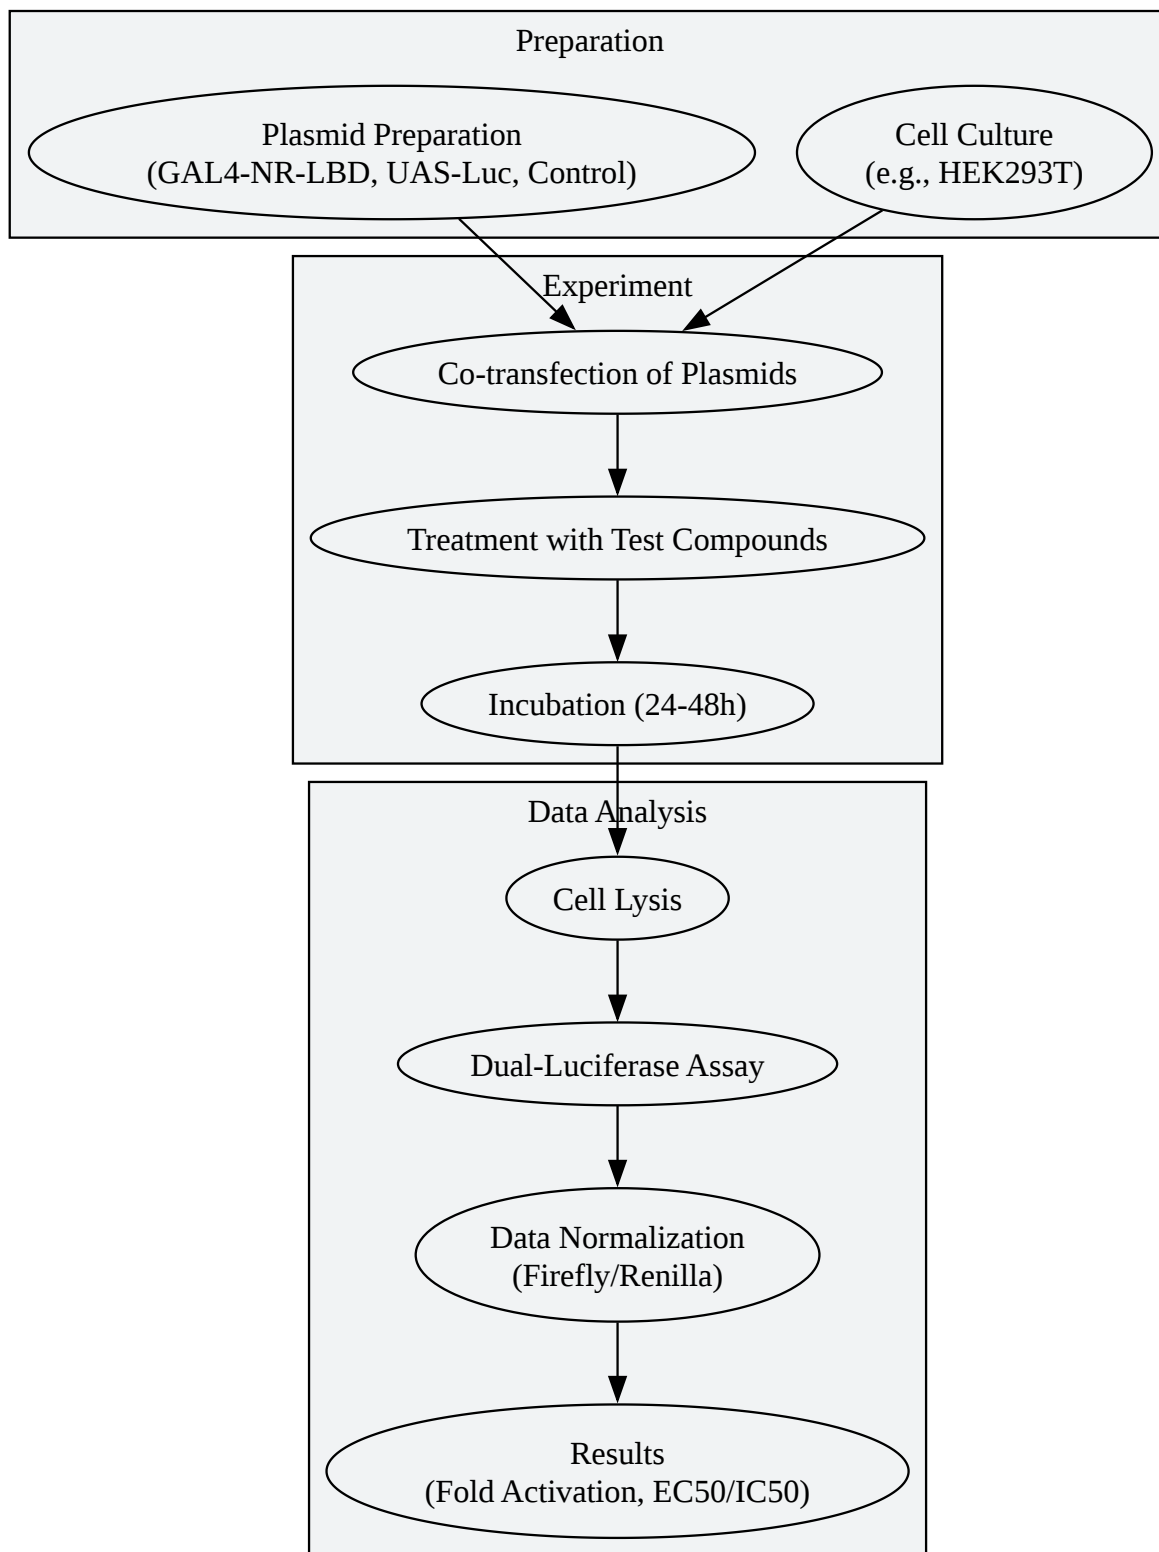 Preparation
Plasmid Preparation
(GAL4-NR-LBD, UAS-Luc, Control)
Cell Culture
(e.g., HEK293T)
Experiment
Co-transfection of Plasmids
Treatment with Test Compounds
Incubation (24-48h)
Data Analysis
Cell Lysis
Dual-Luciferase Assay
Data Normalization
(Firefly/Renilla)
Results
(Fold Activation, EC50/IC50)